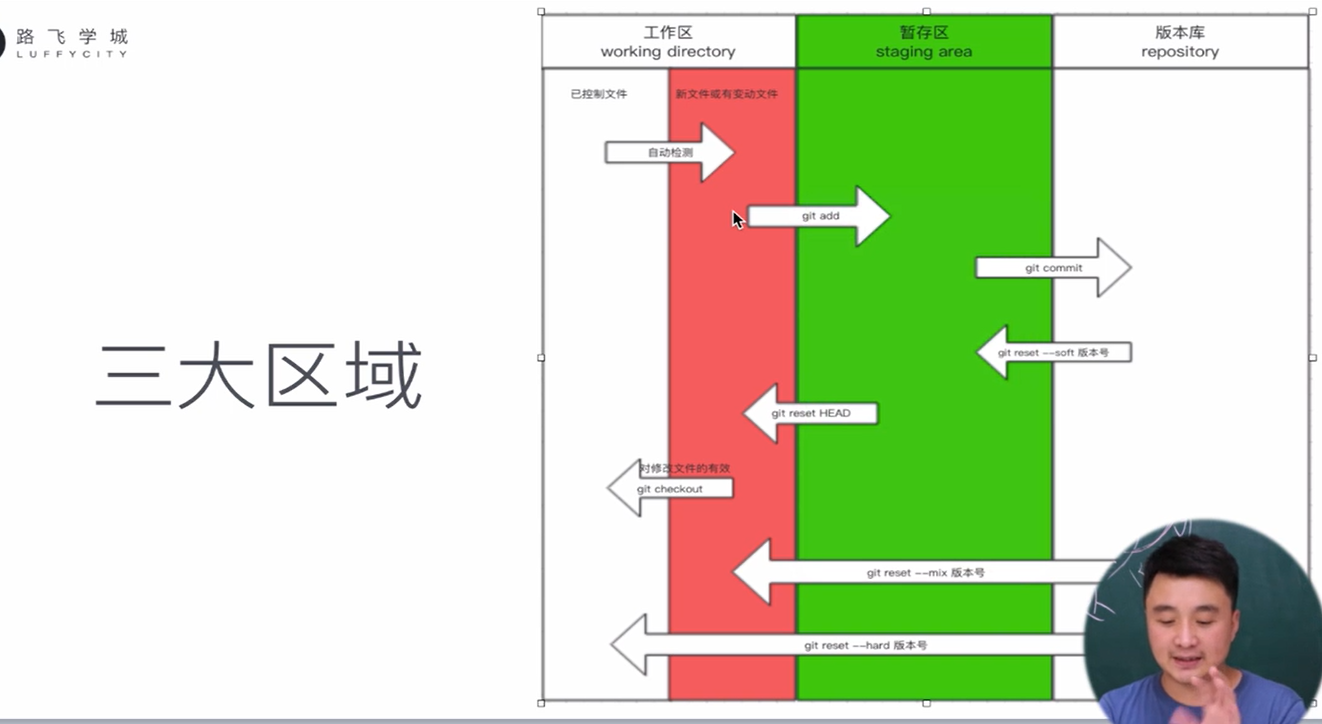 路飞学城
LUFFYCITY
三大区域
工作区
working directory
暂存区
staging area
版本库
repository
已控制文件
新文件或有变动文件
自动检测
git add
git commit
git reset --soft 版本号
git reset HEAD
对修改文件的有效
git checkout
git reset --mix 版本号
git reset --hard 版本号